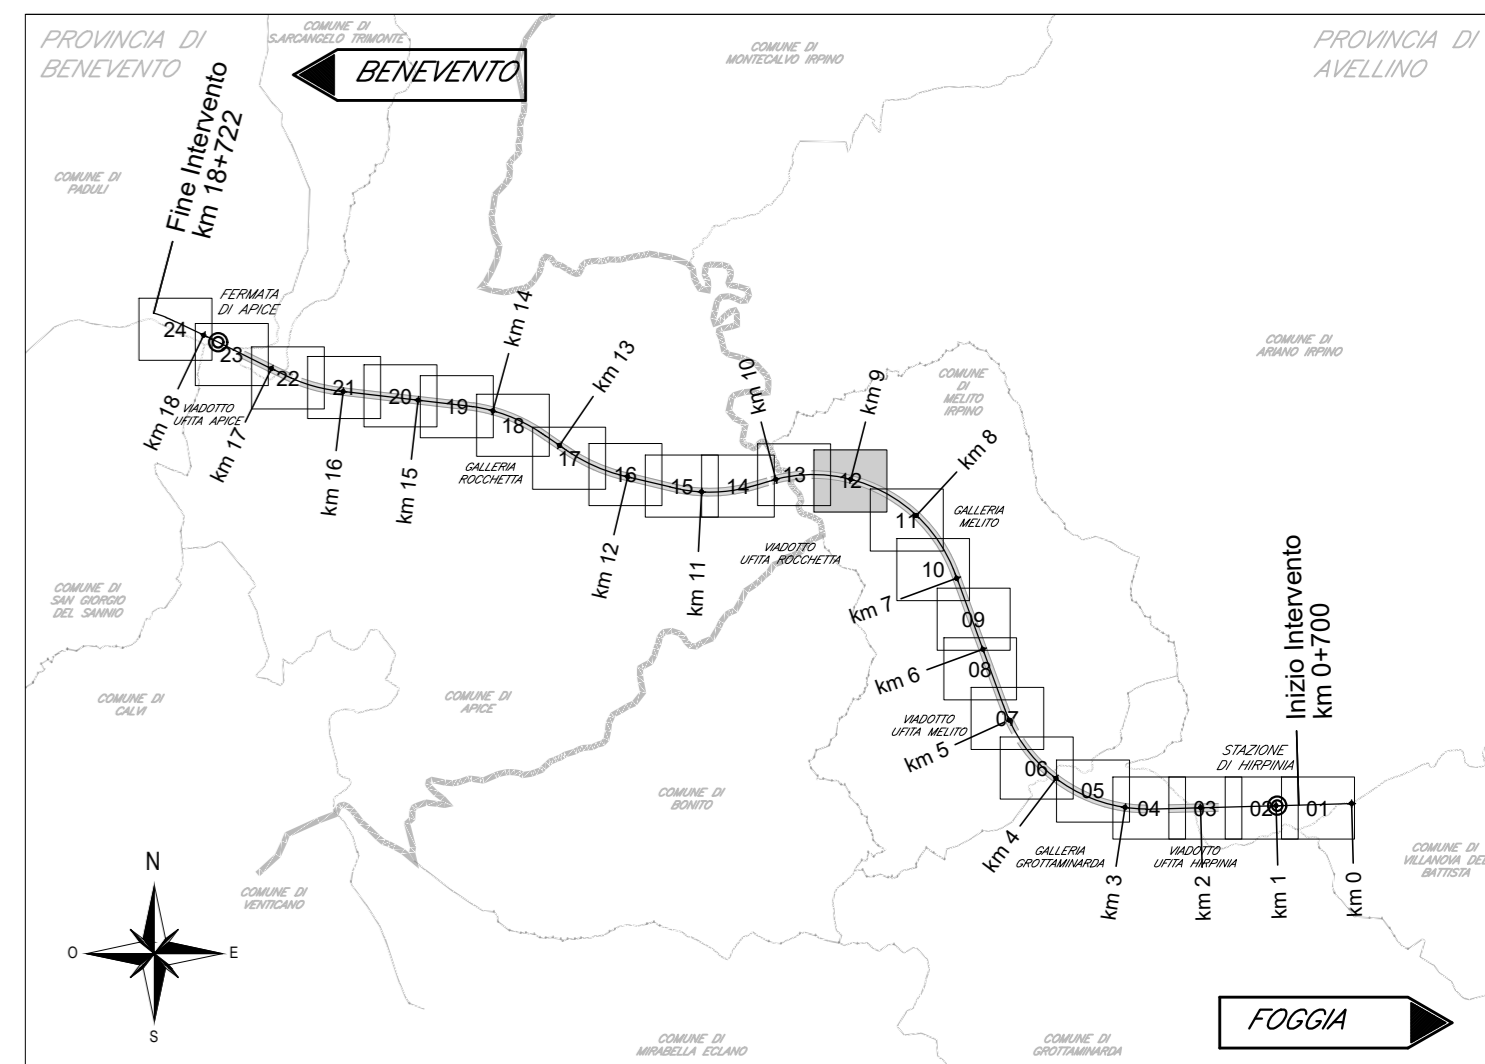 PROVINCIA DI
BENEVENTO
COMUNE DI
S.ARCANGELO TRIMONTE
BENEVENTO
COMUNE DI
MONTECALVO IRPINO
PROVINCIA DI
AVELLINO
COMUNE DI
PADULI
Fine Intervento
km 18+722
FERMATA
DI APICE
24
23
22
21
20
19
18
17
16
15
14
13
12
11
10
09
08
07
06
05
04
03
02
01
km 18
km 17
km 16
km 15
km 14
km 13
km 12
km 11
km 10
km 9
km 8
km 7
km 6
km 5
km 4
km 3
km 2
km 1
km 0
VIADOTTO
UFITA APICE
GALLERIA
ROCCHETTA
VIADOTTO
UFITA ROCCHETTA
GALLERIA
MELITO
COMUNE
DI
MELITO
IRPINO
COMUNE DI
ARIANO IRPINO
VIADOTTO
UFITA MELITO
Inizio Intervento
km 0+700
STAZIONE
DI HIRPINIA
GALLERIA
GROTTAMINARDA
VIADOTTO
UFITA HIRPINIA
COMUNE DI
SAN GIORGIO
DEL SANNIO
COMUNE DI
CALVI
COMUNE DI
APICE
COMUNE DI
BONITO
COMUNE DI
VENTICANO
COMUNE DI
VILLANOVA DEL
BATTISTA
N
O
E
S
COMUNE DI
MIRABELLA ECLANO
COMUNE DI
GROTTAMINARDA
FOGGIA